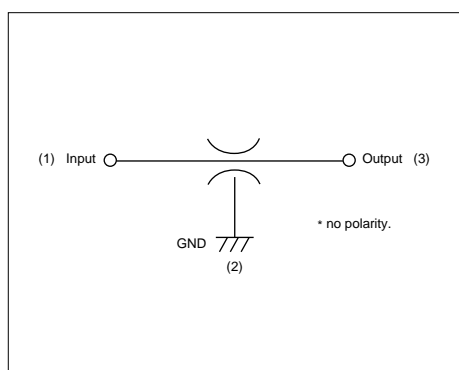 (1) Input Output (3)
* no polarity.
GND
(2)